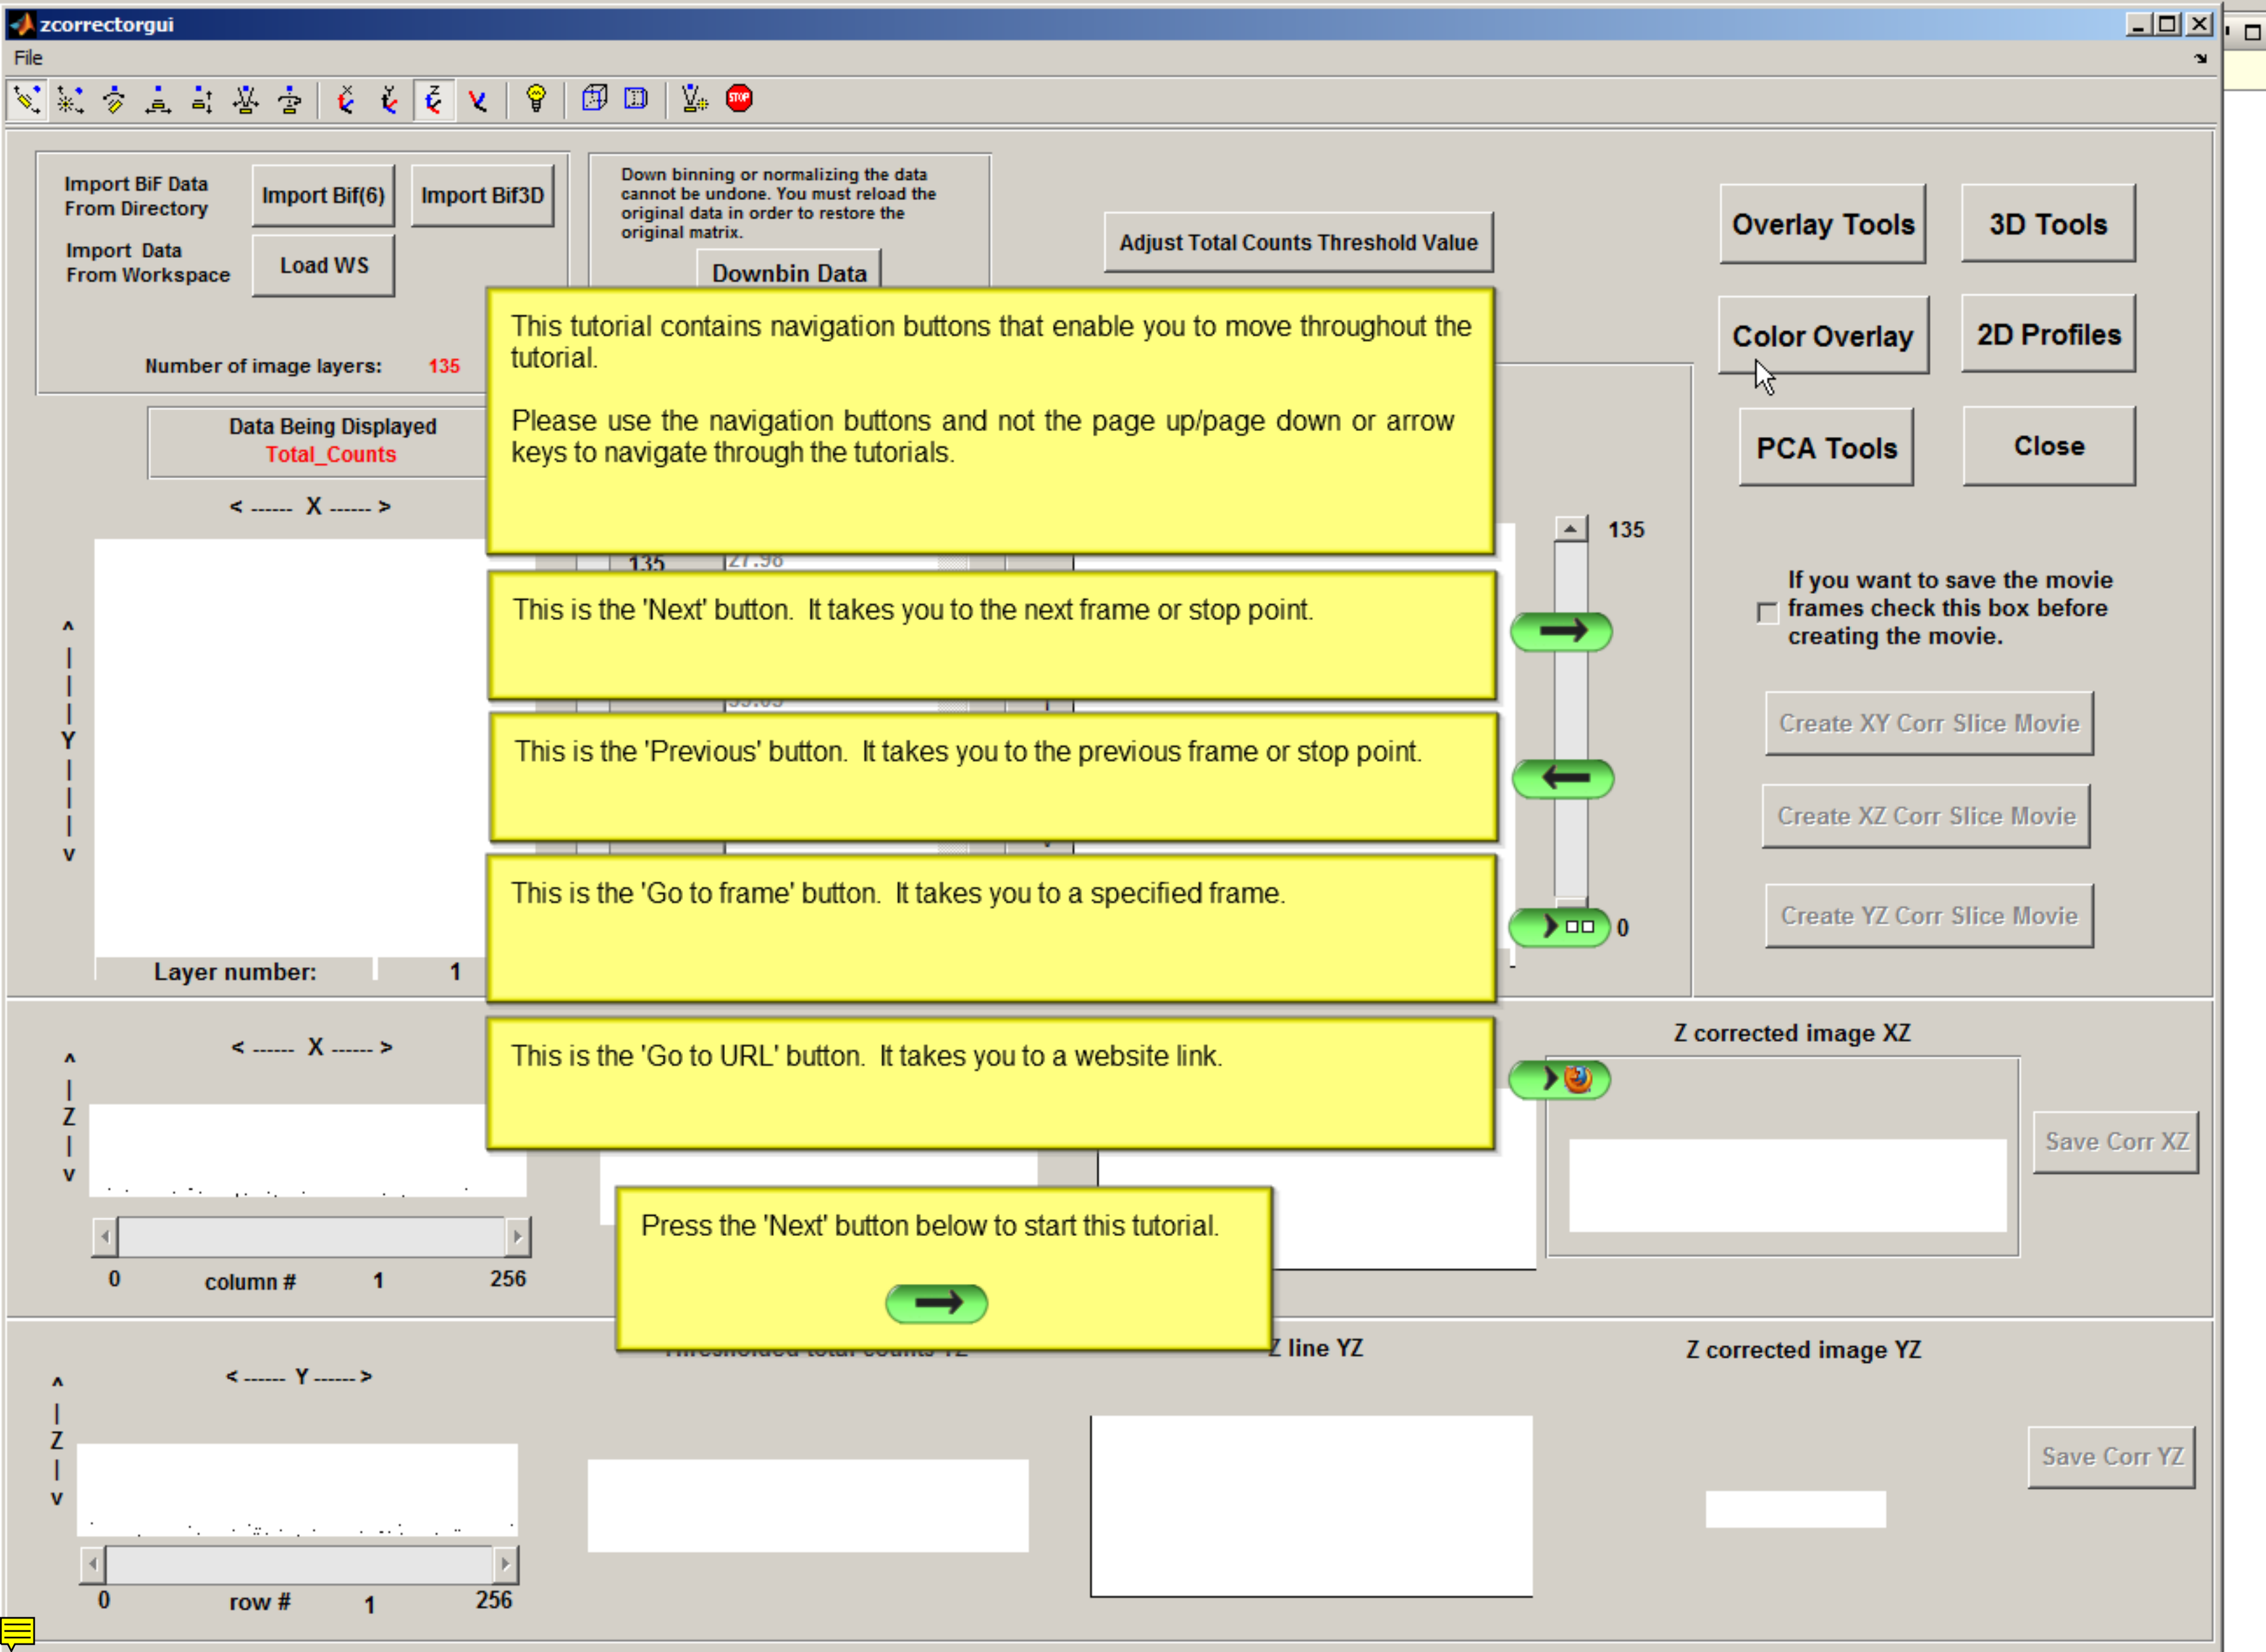 zcorrectorgui
File
STOP
Import BiF Data
From Directory
Import Bif(6)
Import Bif3D
Import Data
From Workspace
Load WS
Number of image layers: 135
Down binning or normalizing the data
cannot be undone. You must reload the
original data in order to restore the
original matrix.
Downbin Data
Adjust Total Counts Threshold Value
Overlay Tools
3D Tools
Color Overlay
2D Profiles
PCA Tools
Close
Data Being Displayed
Total_Counts
This tutorial contains navigation buttons that enable you to move throughout the
tutorial.
Please use the navigation buttons and not the page up/page down or arrow
keys to navigate through the tutorials.
< ------ X ------ >
135
135
27.98
If you want to save the movie
frames check this box before
creating the movie.
This is the 'Next' button. It takes you to the next frame or stop point.
^
|
|
|
Y
|
|
|
v
This is the 'Previous' button. It takes you to the previous frame or stop point.
Create XY Corr Slice Movie
Create XZ Corr Slice Movie
Create YZ Corr Slice Movie
This is the 'Go to frame' button. It takes you to a specified frame.
0
Layer number: 1
This is the 'Go to URL' button. It takes you to a website link.
< ------ X ------ >
^
|
Z
|
v
Z corrected image XZ
Save Corr XZ
0 column # 1 256
Press the 'Next' button below to start this tutorial.
Z line YZ
Z corrected image YZ
< ------ Y ------ >
^
|
Z
|
v
Save Corr YZ
0 row # 1 256